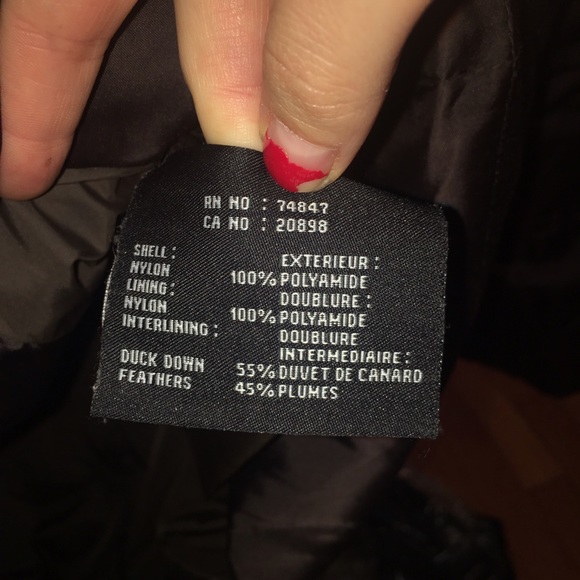 RN NO : 74847
CA NO : 20898
SHELL : EXTERIEUR :
NYLON 100% POLYAMIDE
LINING : DOUBLURE :
NYLON 100% POLYAMIDE
INTERLINING : DOUBLURE
INTERMEDIAIRE :
DUCK DOWN 55% DUVET DE CANARD
FEATHERS 45% PLUMES